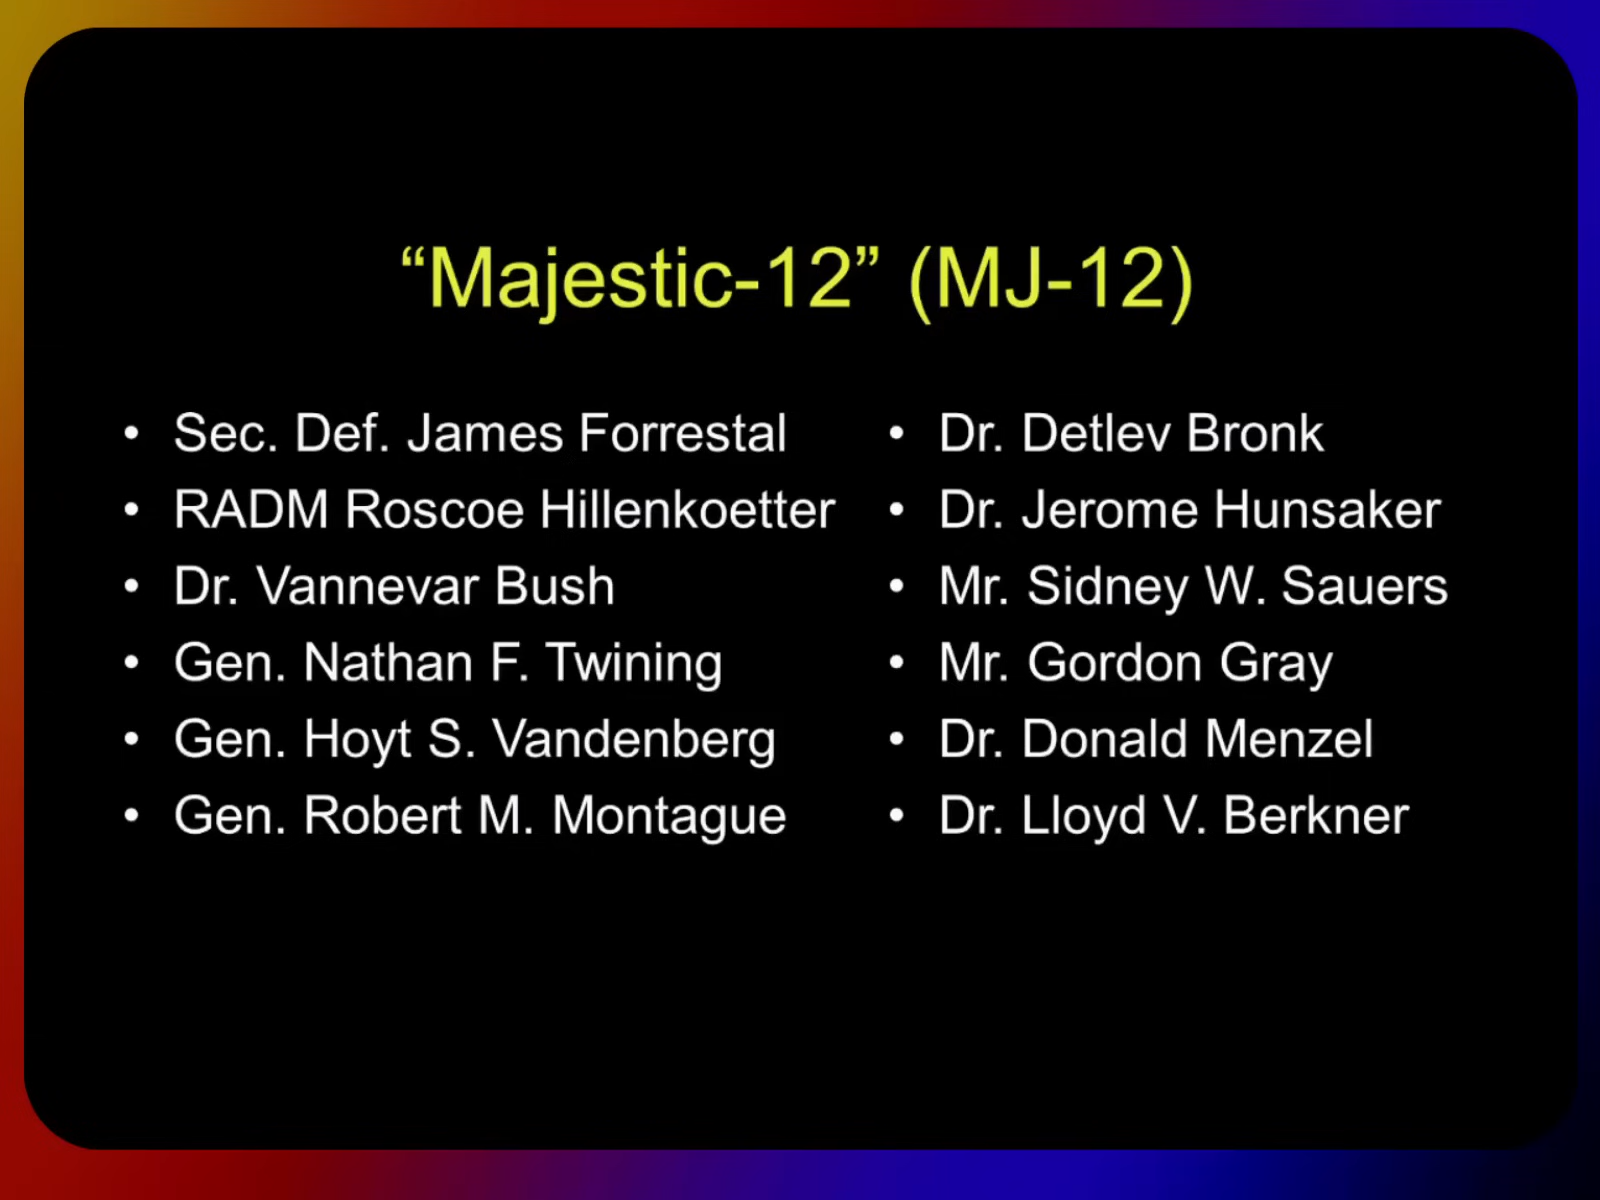 “Majestic-12” (MJ-12)
• Sec. Def. James Forrestal
• RADM Roscoe Hillenkoetter
• Dr. Vannevar Bush
• Gen. Nathan F. Twining
• Gen. Hoyt S. Vandenberg
• Gen. Robert M. Montague
• Dr. Detlev Bronk
• Dr. Jerome Hunsaker
• Mr. Sidney W. Sauers
• Mr. Gordon Gray
• Dr. Donald Menzel
• Dr. Lloyd V. Berkner